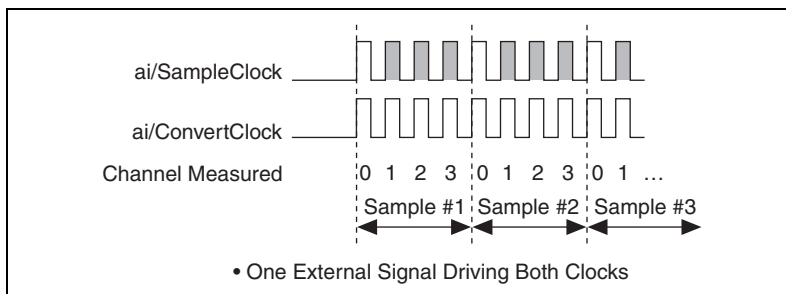 ai/SampleClock
ai/ConvertClock
Channel Measured 0 1 2 3 0 1 2 3 0 1 …
Sample #1 Sample #2 Sample #3
• One External Signal Driving Both Clocks